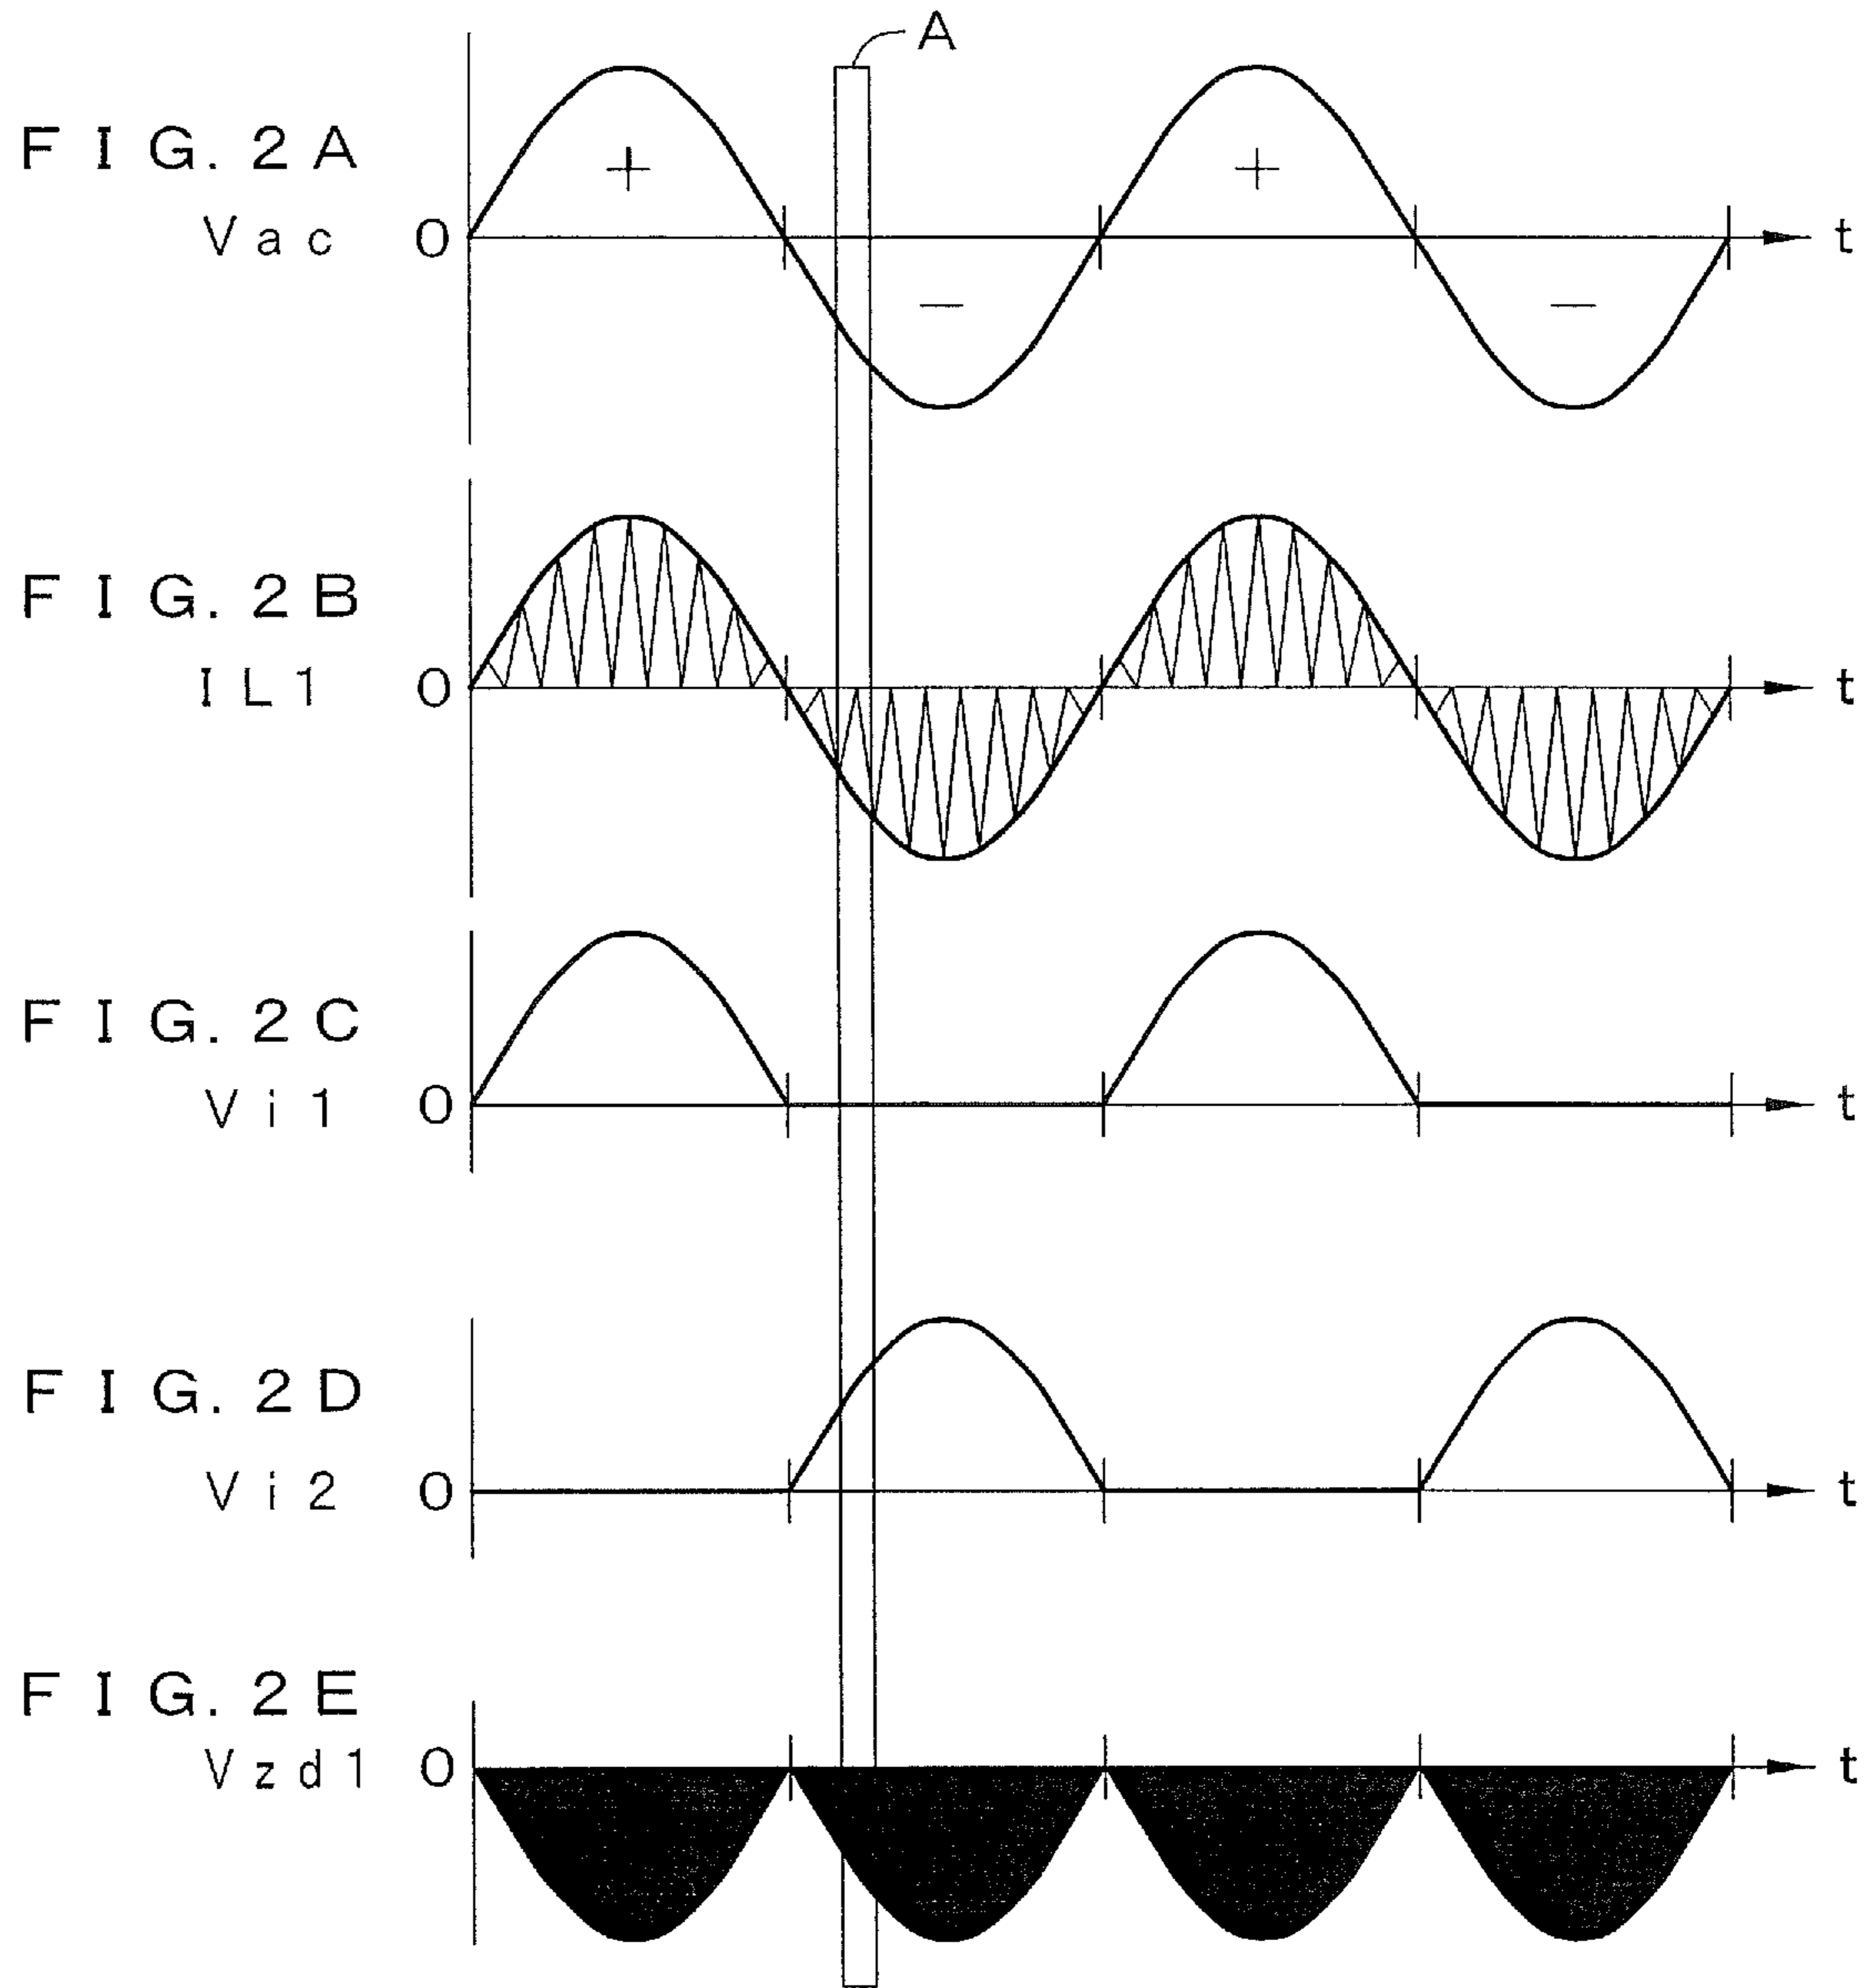 A
FIG. 2A
+ +
Vac 0 t
− −
FIG. 2B
IL1 0 t
FIG. 2C
Vi1 0 t
FIG. 2D
Vi2 0 t
FIG. 2E
Vzd1 0 t